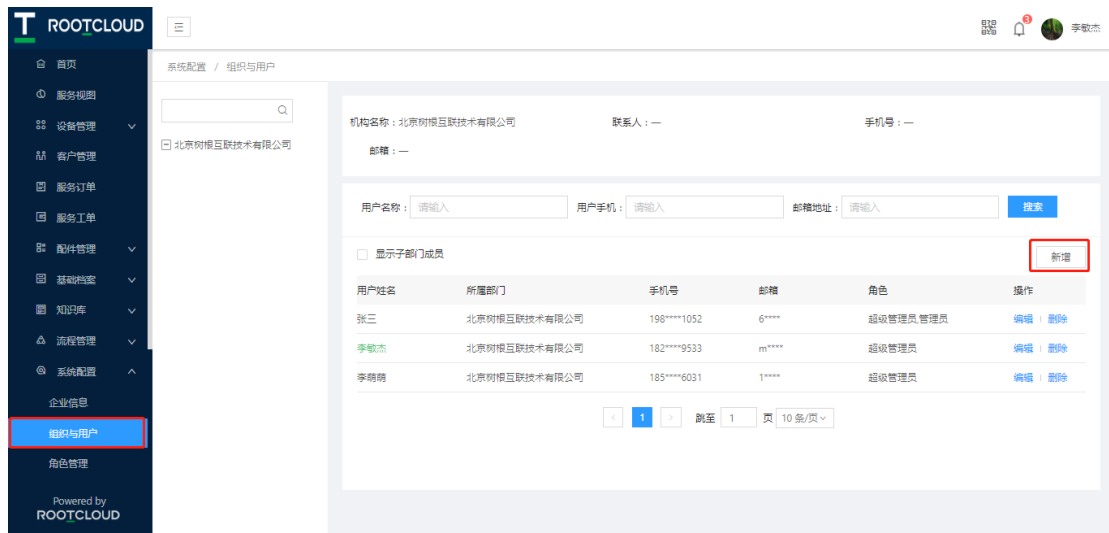 ROOTCLOUD
3
李敏杰
首页
服务视图
设备管理
客户管理
服务订单
服务工单
配件管理
基础档案
知识库
流程管理
系统配置
企业信息
组织与用户
角色管理
Powered by
ROOTCLOUD
系统配置 / 组织与用户
北京树根互联技术有限公司
机构名称：北京树根互联技术有限公司 联系人：— 手机号：—
邮箱：—
用户名称： 请输入 用户手机： 请输入 邮箱地址： 请输入 搜索
显示子部门成员 新增
用户姓名 所属部门 手机号 邮箱 角色 操作
张三 北京树根互联技术有限公司 198****1052 6**** 超级管理员,管理员 编辑 删除
李敏杰 北京树根互联技术有限公司 182****9533 m**** 超级管理员 编辑 删除
李萌萌 北京树根互联技术有限公司 185****6031 1**** 超级管理员 编辑 删除
< 1 > 跳至 1 页 10 条/页